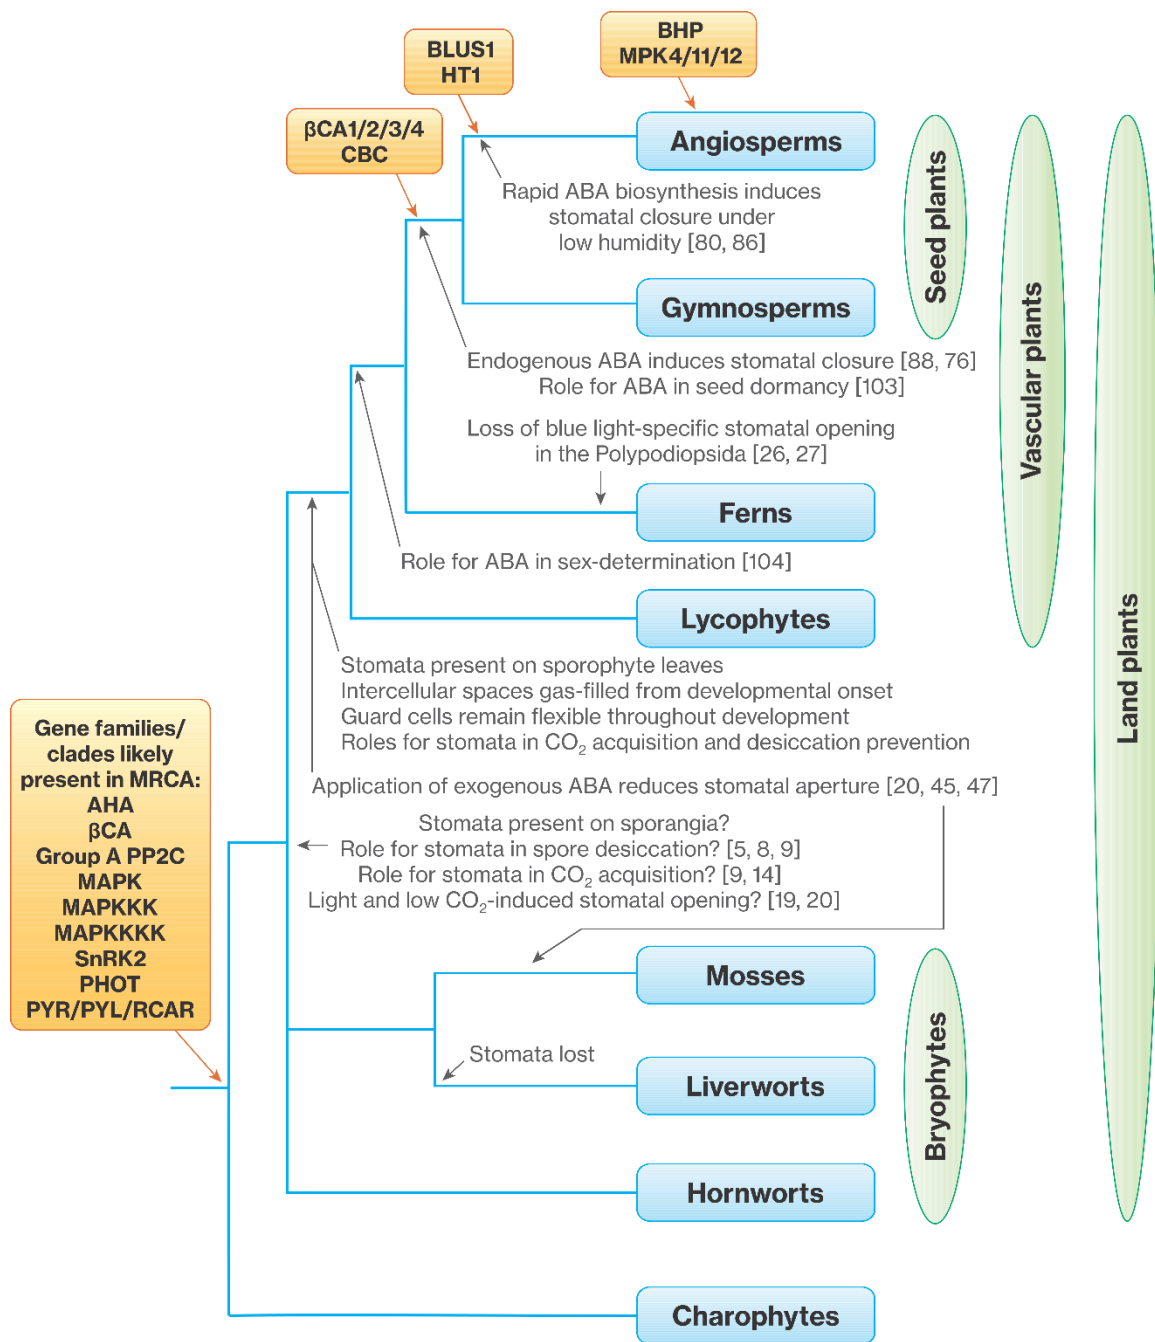 BHP
MPK4/11/12
BLUS1
HT1
βCA1/2/3/4
CBC
Angiosperms
Rapid ABA biosynthesis induces
stomatal closure under
low humidity [80, 86]
Gymnosperms
Endogenous ABA induces stomatal closure [88, 76]
Role for ABA in seed dormancy [103]
Loss of blue light-specific stomatal opening
in the Polypodiopsida [26, 27]
Ferns
Role for ABA in sex-determination [104]
Lycophytes
Stomata present on sporophyte leaves
Intercellular spaces gas-filled from developmental onset
Guard cells remain flexible throughout development
Roles for stomata in CO₂ acquisition and desiccation prevention
Application of exogenous ABA reduces stomatal aperture [20, 45, 47]
Gene families/
clades likely
present in MRCA:
AHA
βCA
Group A PP2C
MAPK
MAPKKK
MAPKKKK
SnRK2
PHOT
PYR/PYL/RCAR
Stomata present on sporangia?
Role for stomata in spore desiccation? [5, 8, 9]
Role for stomata in CO₂ acquisition? [9, 14]
Light and low CO₂-induced stomatal opening? [19, 20]
Mosses
Stomata lost
Liverworts
Hornworts
Charophytes
Seed plants
Vascular plants
Land plants
Bryophytes